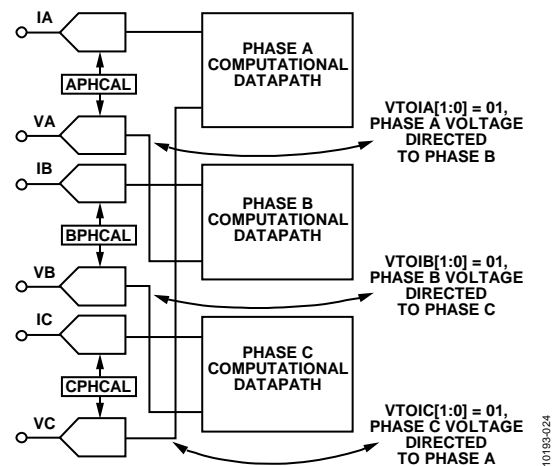 IA
PHASE A
COMPUTATIONAL
DATAPATH
APHCAL
VA
VTOIA[1:0] = 01,
PHASE A VOLTAGE
DIRECTED
TO PHASE B
IB
PHASE B
COMPUTATIONAL
DATAPATH
BPHCAL
VB
VTOIB[1:0] = 01,
PHASE B VOLTAGE
DIRECTED
TO PHASE C
IC
PHASE C
COMPUTATIONAL
DATAPATH
CPHCAL
VC
VTOIC[1:0] = 01,
PHASE C VOLTAGE
DIRECTED
TO PHASE A
10193-024